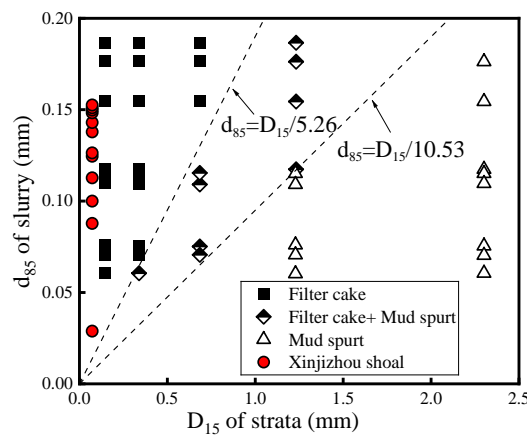 0.20
0.15
0.10
0.05
0.00
d85 of slurry (mm)
d85=D15/5.26
d85=D15/10.53
Filter cake
Filter cake+ Mud spurt
Mud spurt
Xinjizhou shoal
0.0 0.5 1.0 1.5 2.0 2.5
D15 of strata (mm)